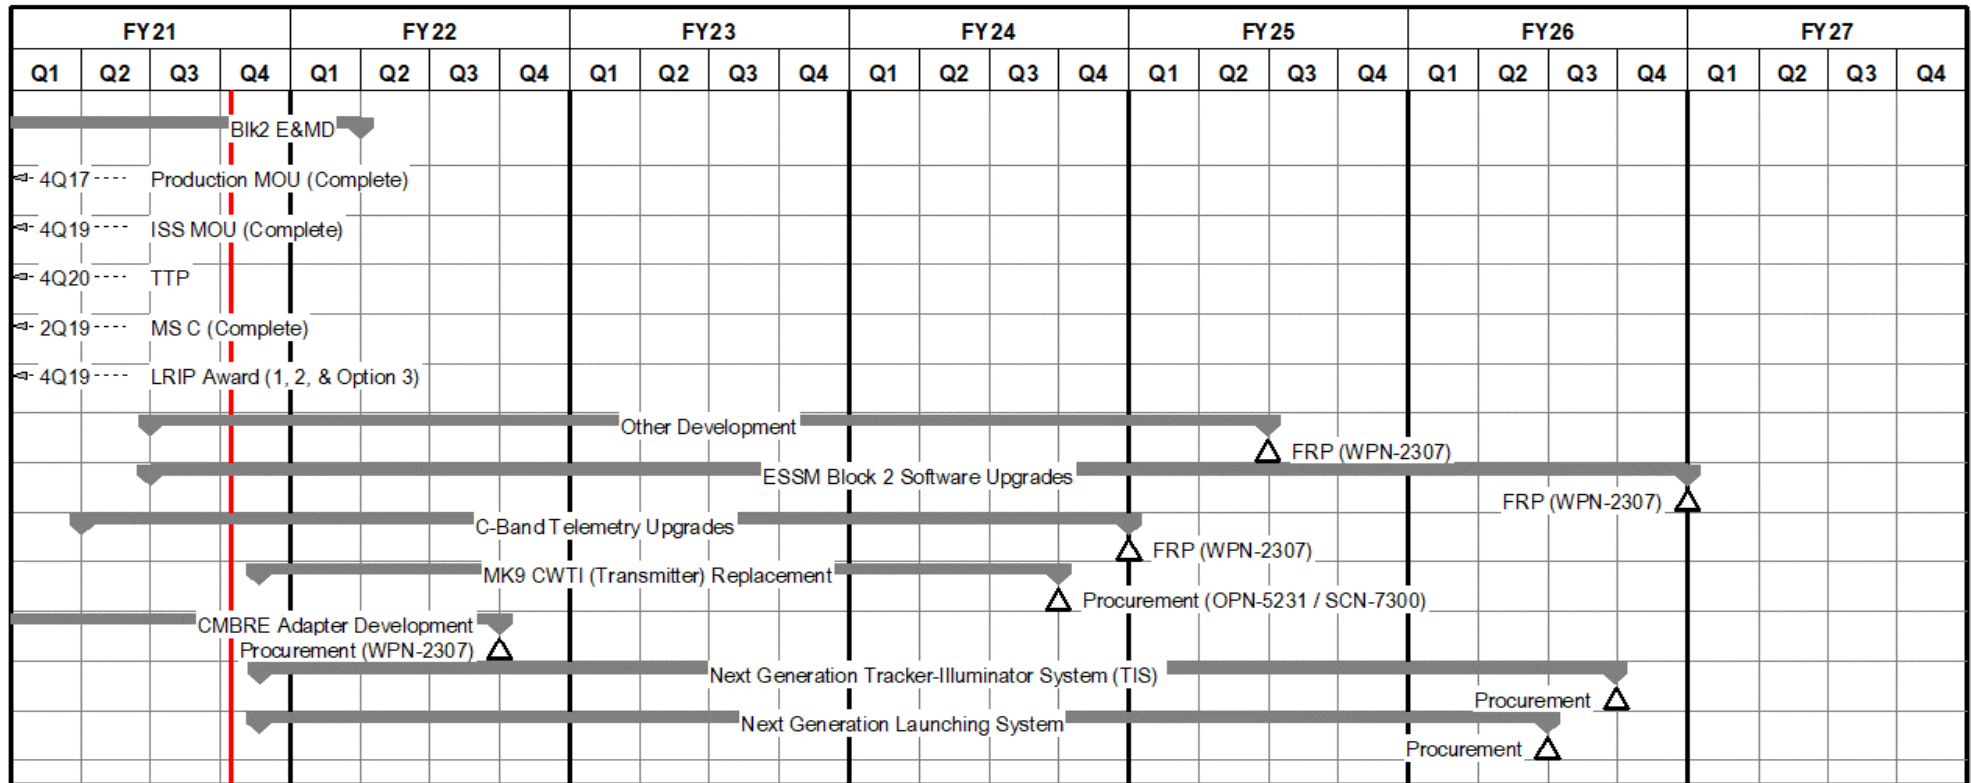 FY21 FY22 FY23 FY24 FY25 FY26 FY27
Q1 Q2 Q3 Q4 Q1 Q2 Q3 Q4 Q1 Q2 Q3 Q4 Q1 Q2 Q3 Q4 Q1 Q2 Q3 Q4 Q1 Q2 Q3 Q4 Q1 Q2 Q3 Q4
Blk2 E&MD
4Q17 Production MOU (Complete)
4Q19 ISS MOU (Complete)
4Q20 TTP
2Q19 MS C (Complete)
4Q19 LRIP Award (1, 2, & Option 3)
Other Development
FRP (WPN-2307)
ESSM Block 2 Software Upgrades
FRP (WPN-2307)
C-Band Telemetry Upgrades
FRP (WPN-2307)
MK9 CWTI (Transmitter) Replacement
Procurement (OPN-5231 / SCN-7300)
CMBRE Adapter Development
Procurement (WPN-2307)
Next Generation Tracker-Illuminator System (TIS)
Procurement
Next Generation Launching System
Procurement